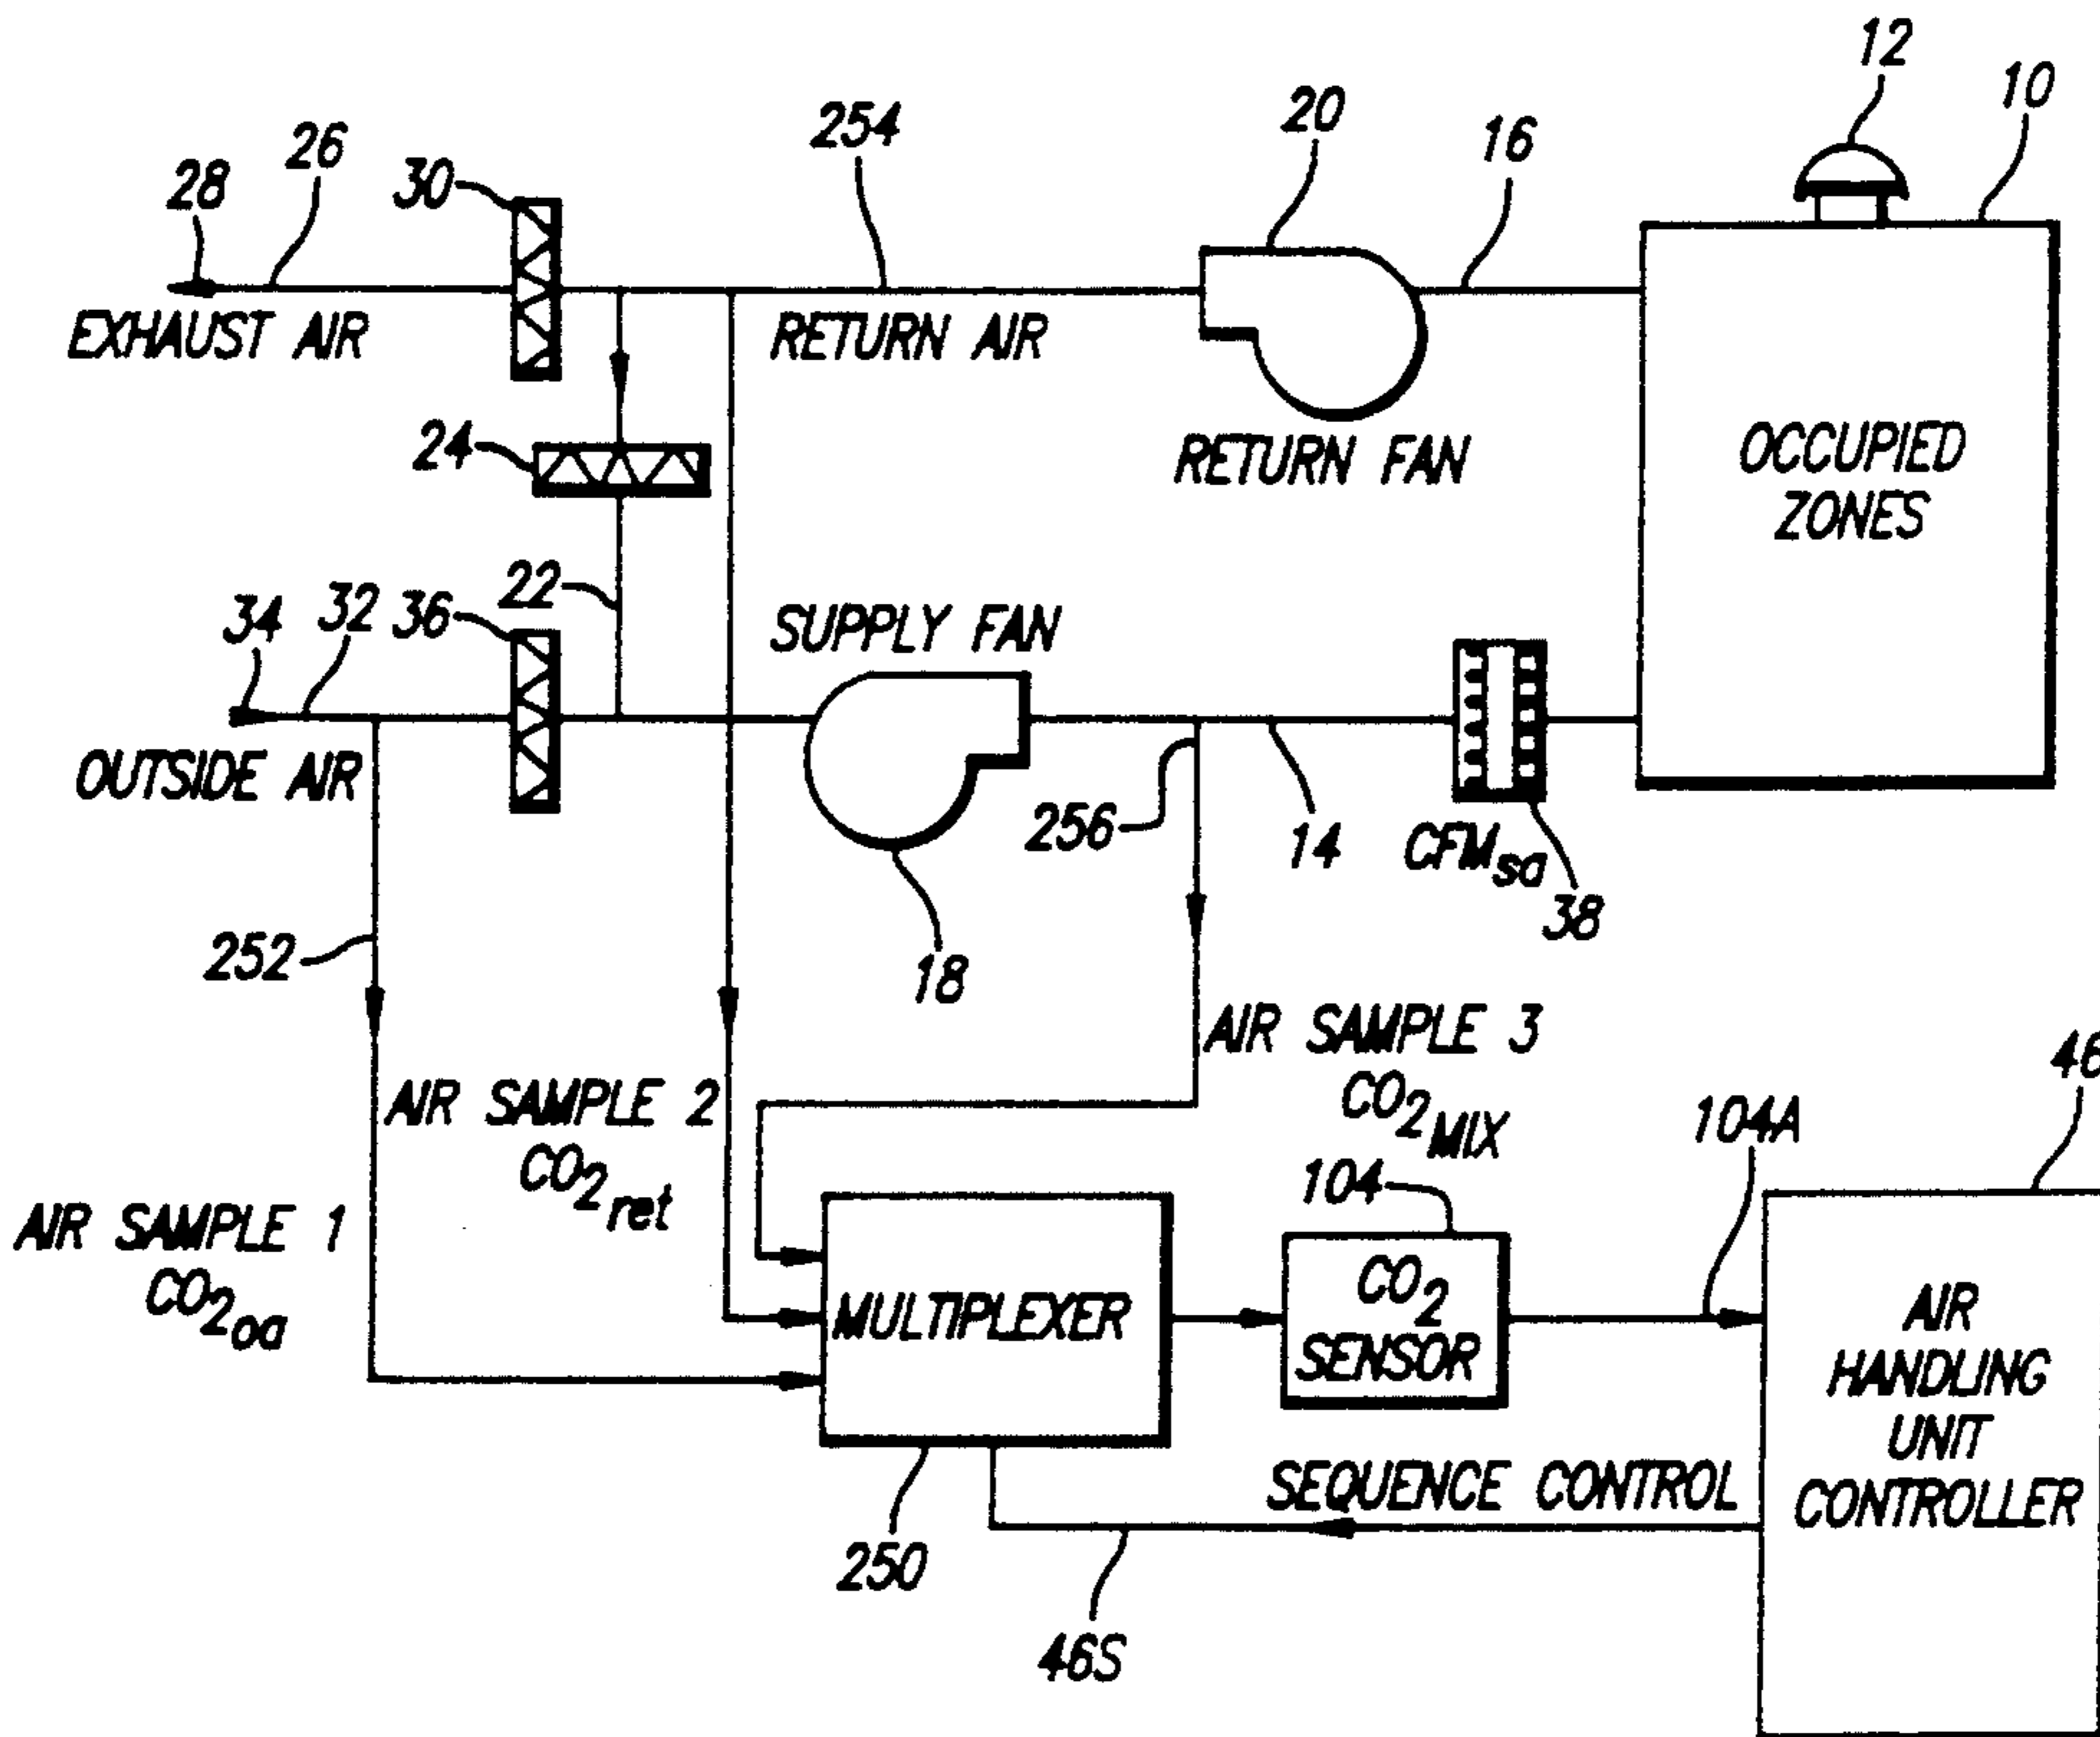 12
10
20
254
16
26
28
30
EXHAUST AIR
RETURN AIR
24
RETURN FAN
OCCUPIED
ZONES
22
34
32
36
SUPPLY FAN
OUTSIDE AIR
256
14
CFMsa
38
252
18
AIR SAMPLE 3
CO2MIX
46
AIR SAMPLE 2
CO2ret
104A
104
AIR SAMPLE 1
CO2oa
MULTIPLEXER
CO2
SENSOR
AIR
HANDLING
UNIT
CONTROLLER
SEQUENCE CONTROL
250
46S